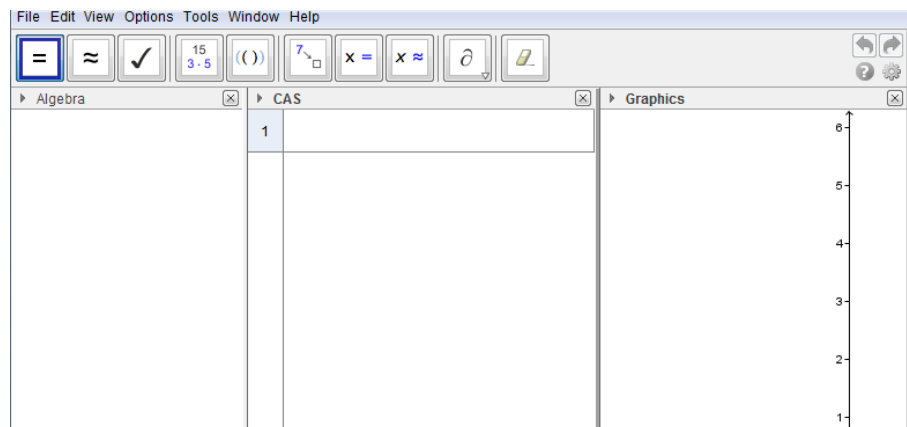 File Edit View Options Tools Window Help
= ≈ ✓ 15 3·5 (( )) 7 x = x ≈ ∂
Algebra CAS Graphics
1
6
5
4
3
2
1